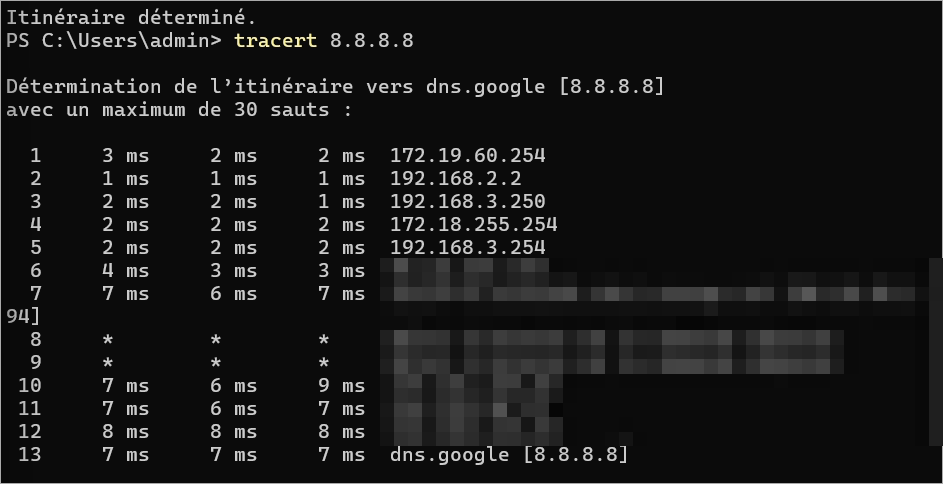 Itinéraire déterminé.
PS C:\Users\admin> tracert 8.8.8.8
Détermination de l’itinéraire vers dns.google [8.8.8.8]
avec un maximum de 30 sauts :
1 3 ms 2 ms 2 ms 172.19.60.254
2 1 ms 1 ms 1 ms 192.168.2.2
3 2 ms 2 ms 1 ms 192.168.3.250
4 2 ms 2 ms 2 ms 172.18.255.254
5 2 ms 2 ms 2 ms 192.168.3.254
6 4 ms 3 ms 3 ms
7 7 ms 6 ms 7 ms
94]
8 * * *
9 * * *
10 7 ms 6 ms 9 ms
11 7 ms 6 ms 7 ms
12 8 ms 8 ms 8 ms
13 7 ms 7 ms 7 ms dns.google [8.8.8.8]